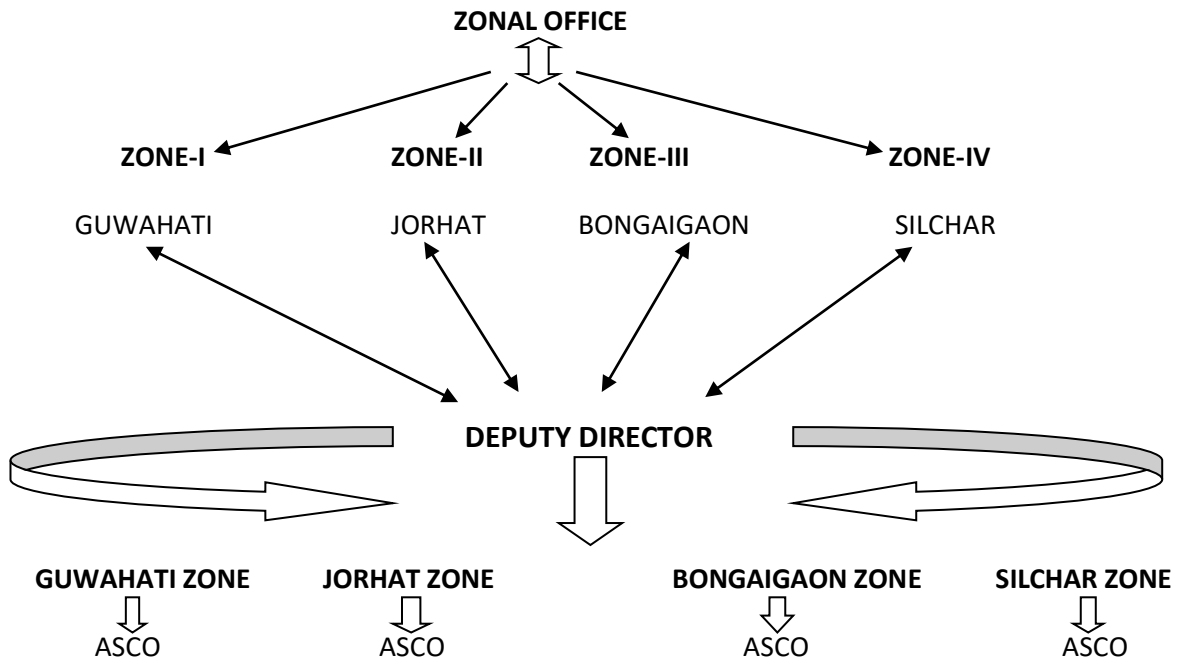 ZONAL OFFICE
ZONE-I ZONE-II ZONE-III ZONE-IV
GUWAHATI JORHAT BONGAIGAON SILCHAR
DEPUTY DIRECTOR
GUWAHATI ZONE JORHAT ZONE BONGAIGAON ZONE SILCHAR ZONE
ASCO ASCO ASCO ASCO